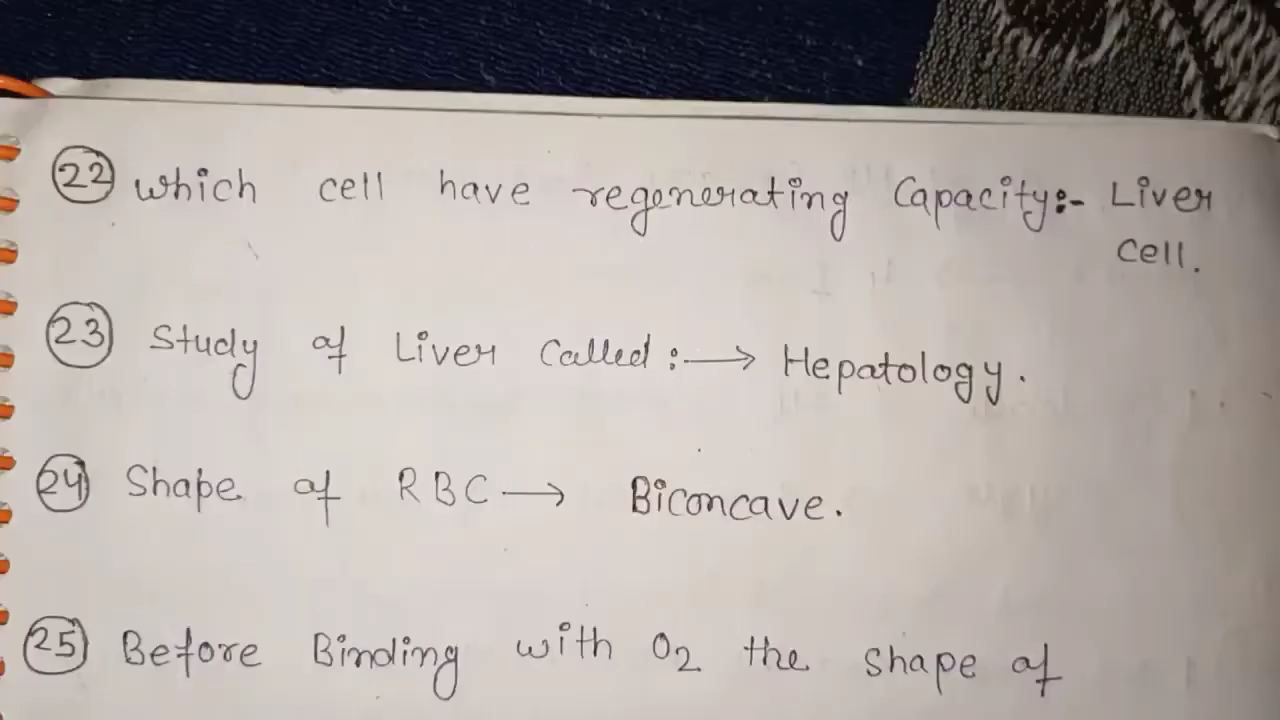 22 which cell have regenerating Capacity:- Liver
cell.
23 Study of Liver Called :→ Hepatology.
24 Shape of RBC → Biconcave.
25 Before Binding with O2 the shape of